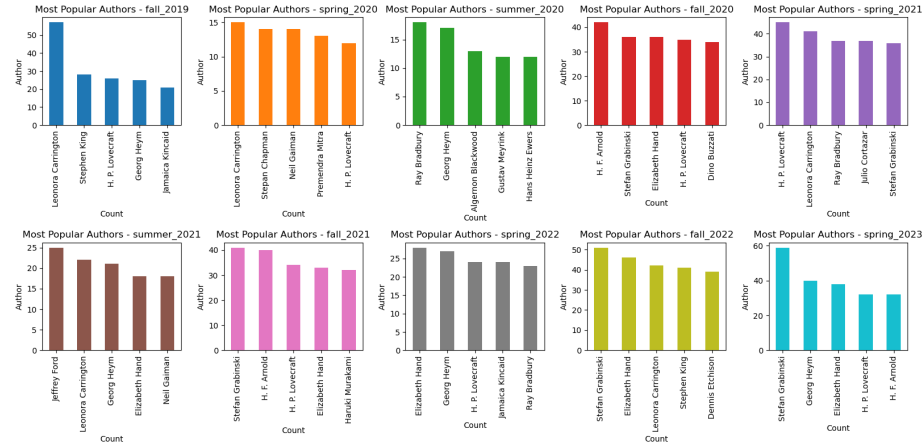 Most Popular Authors - fall_2019
Author
50
40
30
20
10
0
Leonora Carrington
Stephen King
H. P. Lovecraft
Georg Heym
Jamaica Kincaid
Count
Most Popular Authors - spring_2020
Author
15
10
5
0
Leonora Carrington
Stepan Chapman
Neil Gaiman
Premendra Mitra
H. P. Lovecraft
Count
Most Popular Authors - summer_2020
Author
15
10
5
0
Ray Bradbury
Georg Heym
Algernon Blackwood
Gustav Meyrink
Hans Heinz Ewers
Count
Most Popular Authors - fall_2020
Author
40
30
20
10
0
H. F. Arnold
Stefan Grabinski
Elizabeth Hand
H. P. Lovecraft
Dino Buzzati
Count
Most Popular Authors - spring_2021
Author
40
30
20
10
0
H. P. Lovecraft
Leonora Carrington
Ray Bradbury
Julio Cortazar
Stefan Grabinski
Count
Most Popular Authors - summer_2021
Author
25
20
15
10
5
0
Jeffrey Ford
Leonora Carrington
Georg Heym
Elizabeth Hand
Neil Gaiman
Count
Most Popular Authors - fall_2021
Author
40
30
20
10
0
Stefan Grabinski
H. F. Arnold
H. P. Lovecraft
Elizabeth Hand
Haruki Murakami
Count
Most Popular Authors - spring_2022
Author
25
20
15
10
5
0
Elizabeth Hand
Georg Heym
H. P. Lovecraft
Jamaica Kincaid
Ray Bradbury
Count
Most Popular Authors - fall_2022
Author
50
40
30
20
10
0
Stefan Grabinski
Elizabeth Hand
Leonora Carrington
Stephen King
Dennis Etchison
Count
Most Popular Authors - spring_2023
Author
60
40
20
0
Stefan Grabinski
Georg Heym
Elizabeth Hand
H. P. Lovecraft
H. F. Arnold
Count